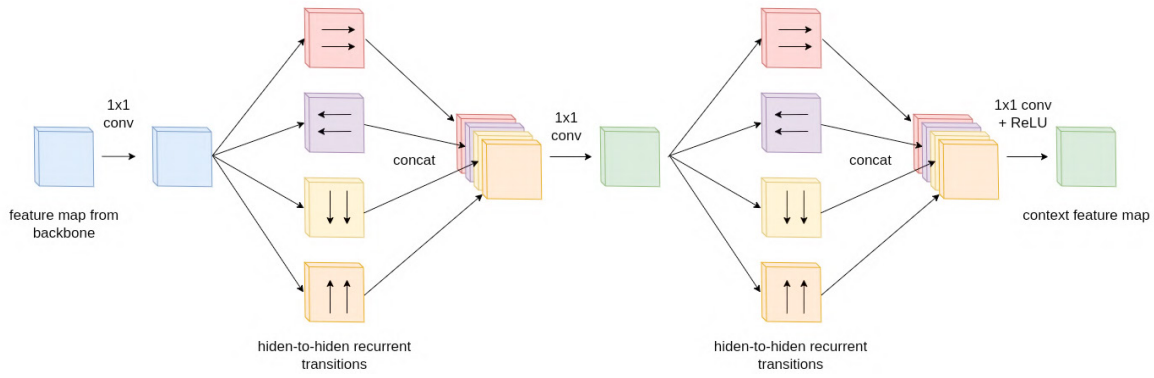 1x1
conv
feature map from
backbone
concat
hiden-to-hiden recurrent
transitions
1x1
conv
concat
hiden-to-hiden recurrent
transitions
1x1 conv
+ ReLU
context feature map